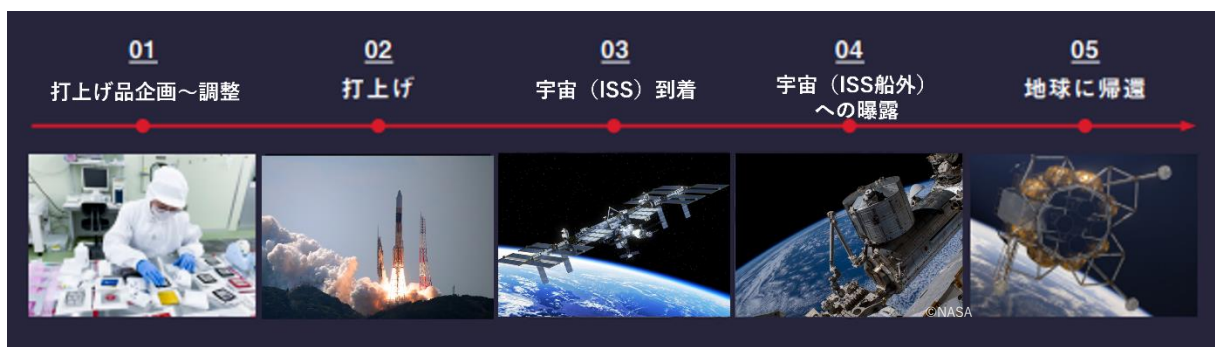 01
打上げ品企画～調整
02
打上げ
03
宇宙（ISS）到着
04
宇宙（ISS船外）
への曝露
05
地球に帰還
©NASA